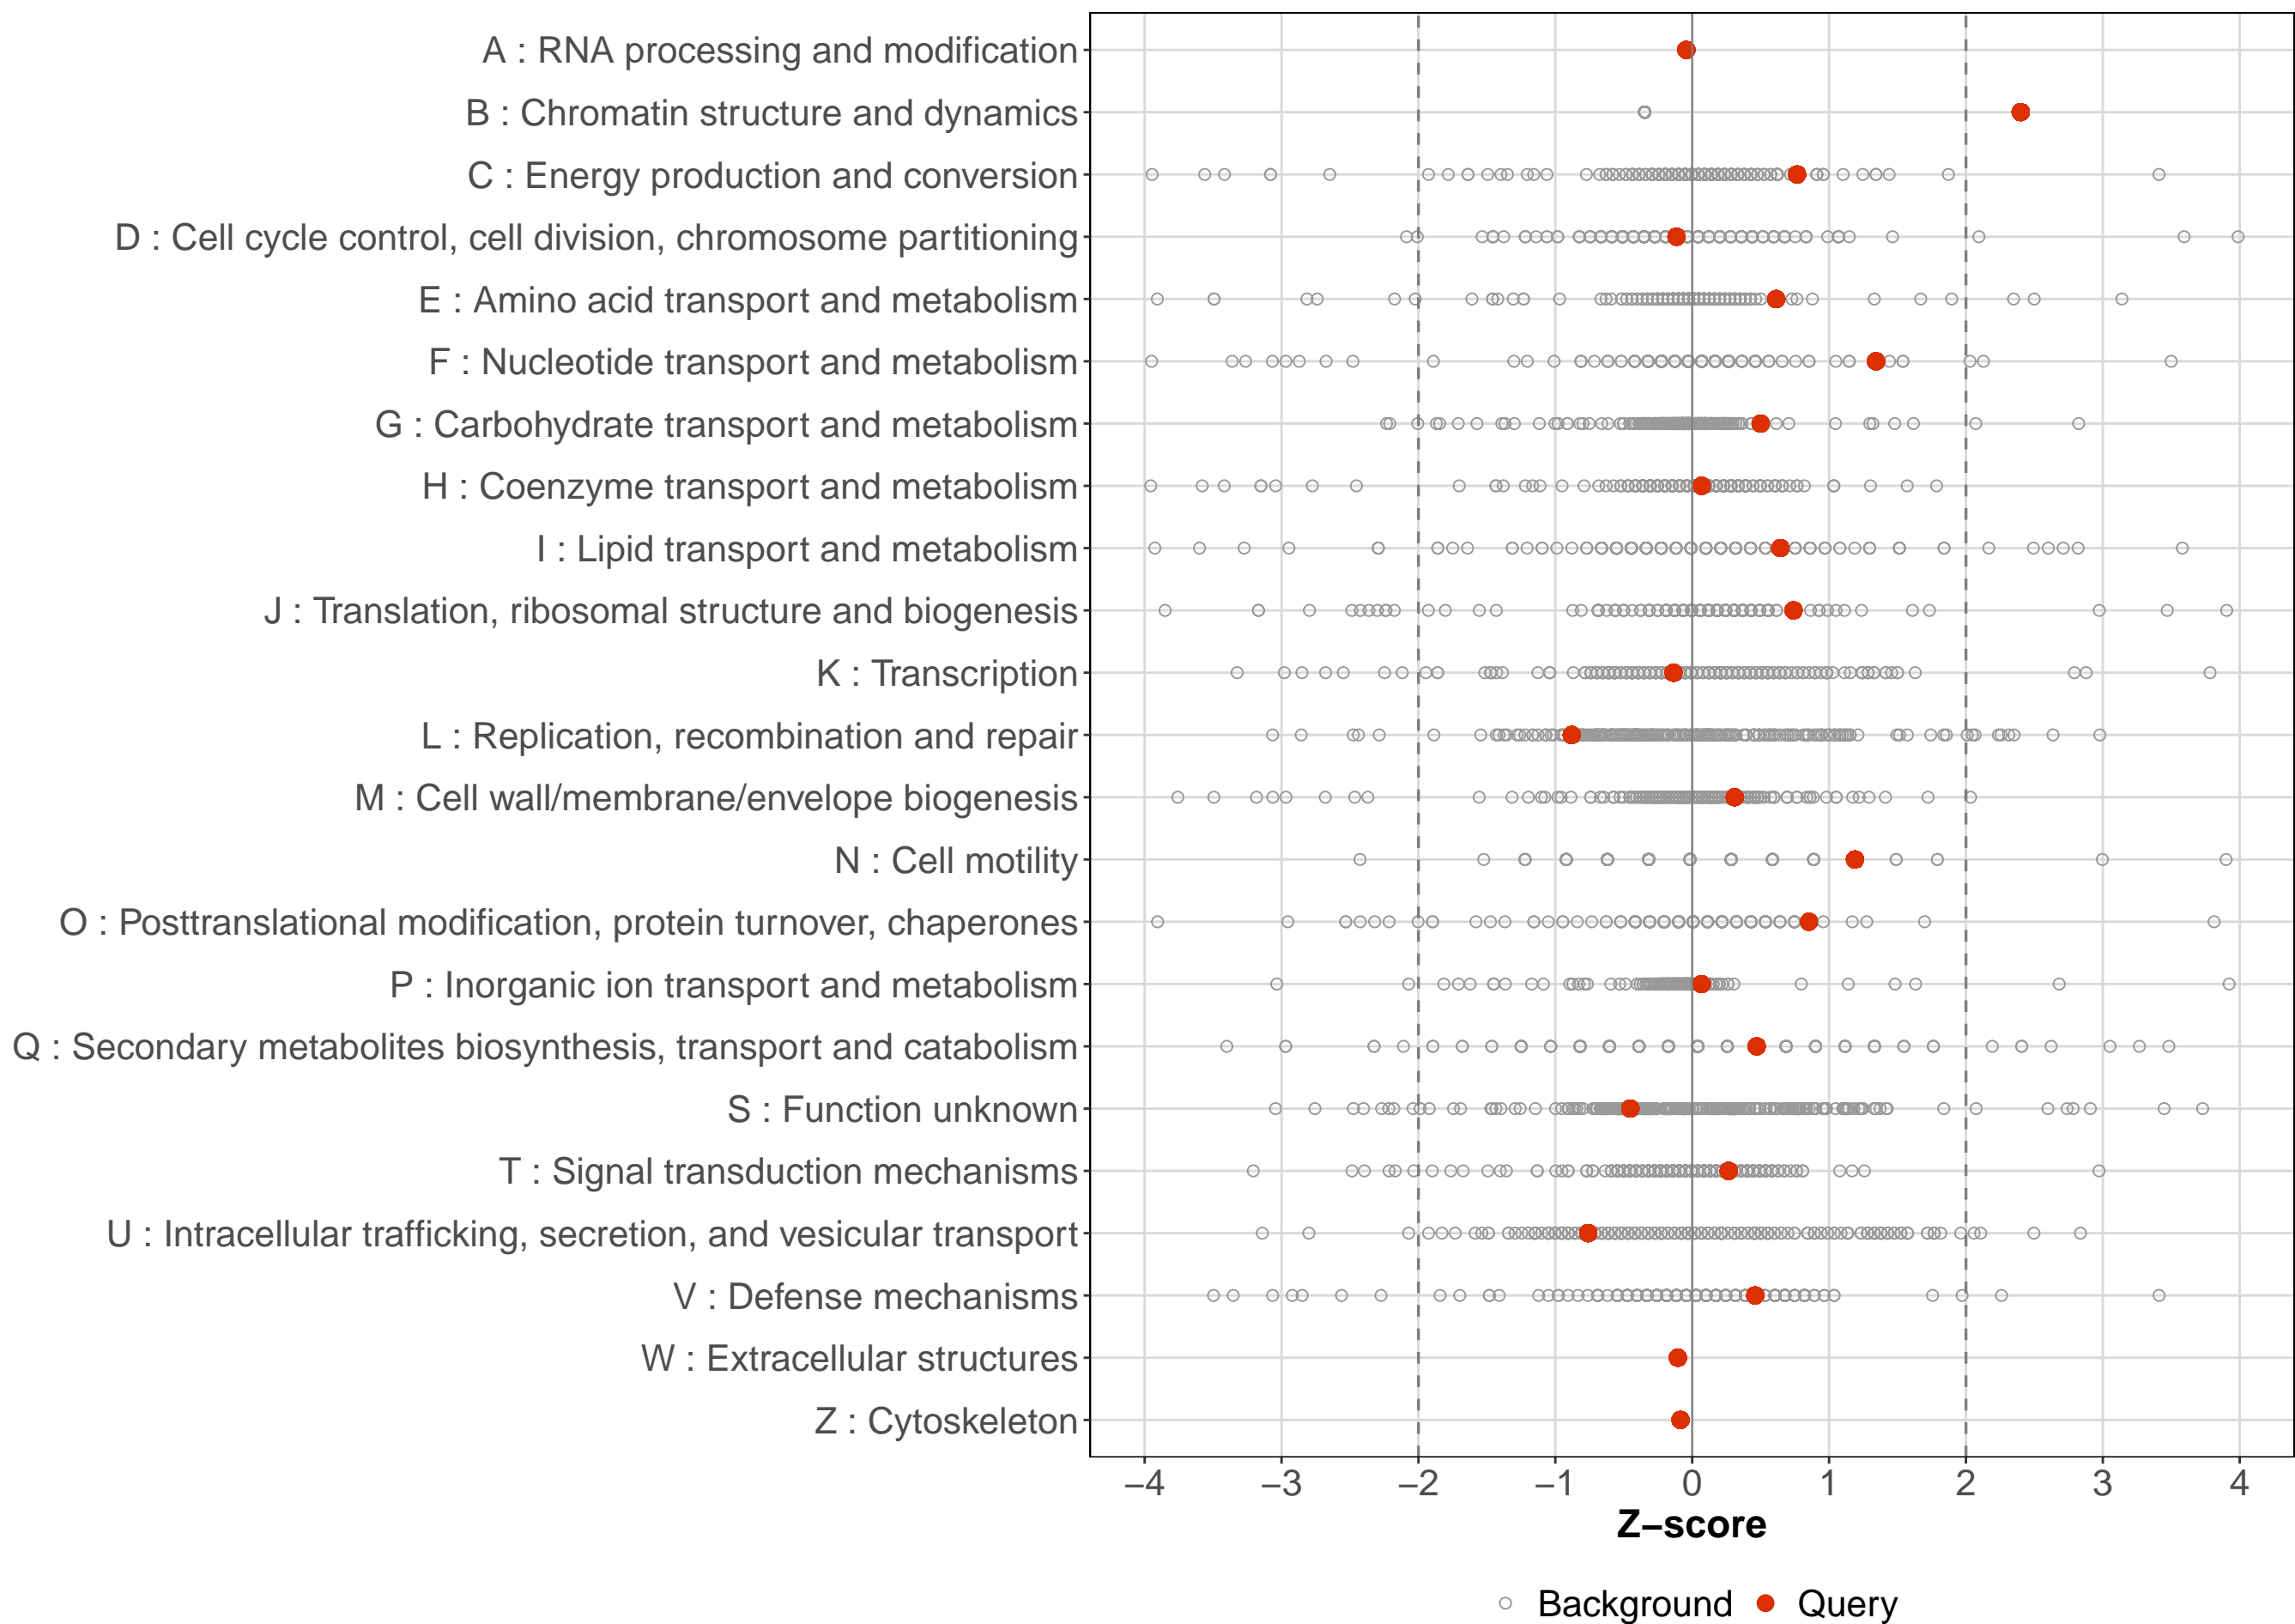 A : RNA processing and modification
B : Chromatin structure and dynamics
C : Energy production and conversion
D : Cell cycle control, cell division, chromosome partitioning
E : Amino acid transport and metabolism
F : Nucleotide transport and metabolism
G : Carbohydrate transport and metabolism
H : Coenzyme transport and metabolism
I : Lipid transport and metabolism
J : Translation, ribosomal structure and biogenesis
K : Transcription
L : Replication, recombination and repair
M : Cell wall/membrane/envelope biogenesis
N : Cell motility
O : Posttranslational modification, protein turnover, chaperones
P : Inorganic ion transport and metabolism
Q : Secondary metabolites biosynthesis, transport and catabolism
S : Function unknown
T : Signal transduction mechanisms
U : Intracellular trafficking, secretion, and vesicular transport
V : Defense mechanisms
W : Extracellular structures
Z : Cytoskeleton
−4 −3 −2 −1 0 1 2 3 4
Z−score
Background Query